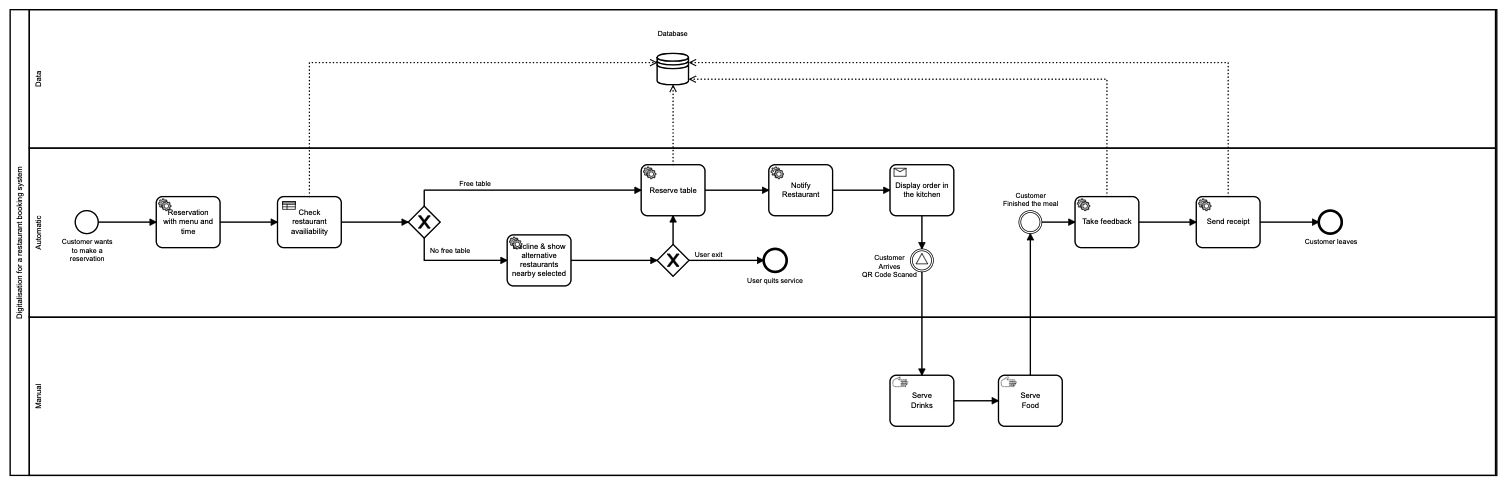 Digitalisation for a restaurant booking system
Data
Database
Automatic
Customer wants
to make a
reservation
Reservation
with menu and
time
Check
restaurant
availiability
Free table
No free table
Decline & show
alternative
restaurants
nearby selected
Reserve table
User exit
User quits service
Notify
Restaurant
Display order in
the kitchen
Customer
Arrives
QR Code Scaned
Customer
Finished the meal
Take feedback
Send receipt
Customer leaves
Manual
Serve
Drinks
Serve
Food